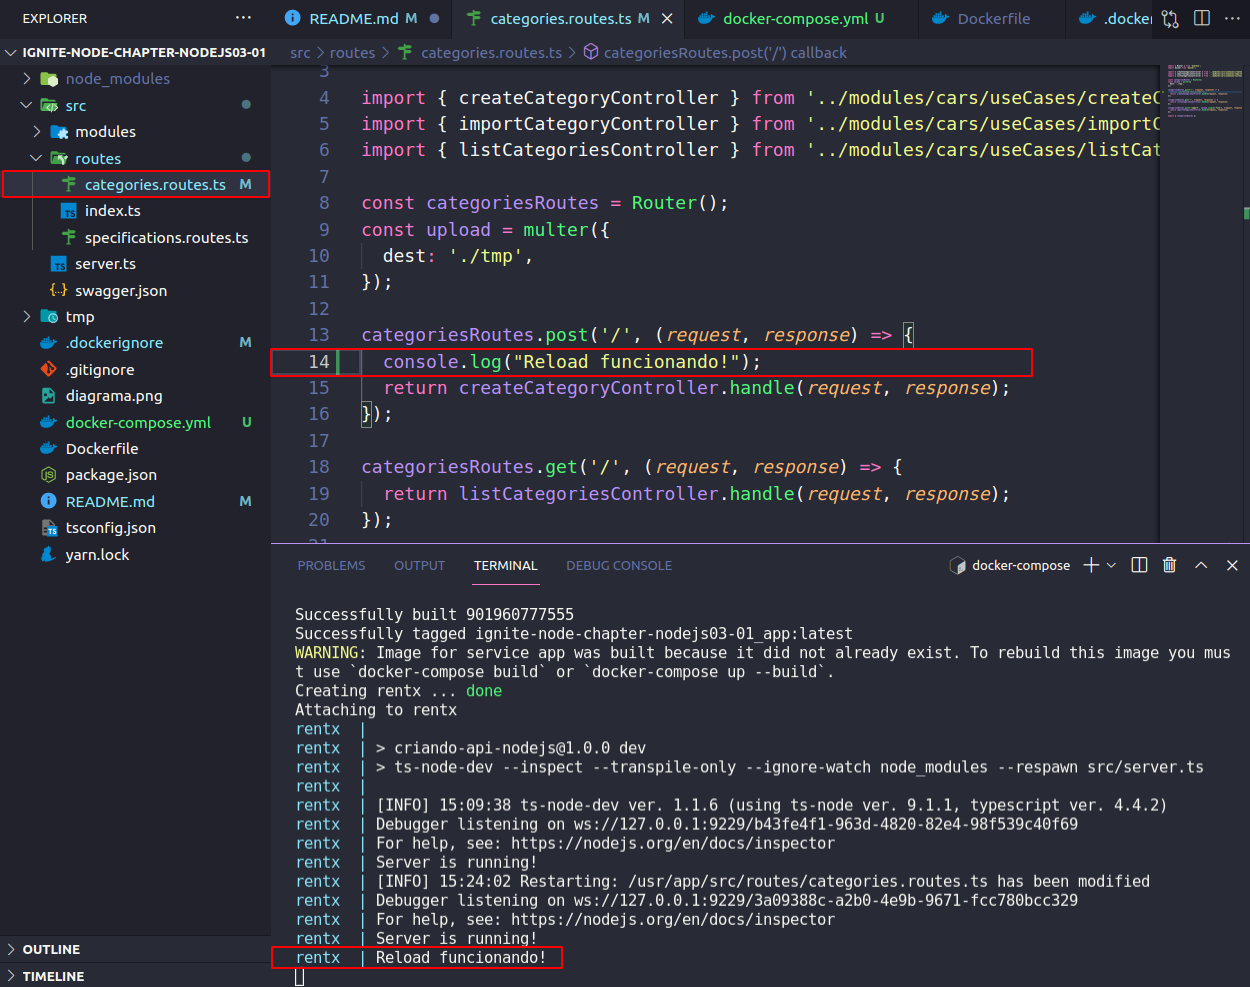 EXPLORER ···
README.md M
categories.routes.ts M
docker-compose.yml U
Dockerfile
.docker
···
IGNITE-NODE-CHAPTER-NODEJS03-01
node_modules
src
modules
routes
categories.routes.ts M
index.ts
specifications.routes.ts
server.ts
swagger.json
tmp
.dockerignore M
.gitignore
diagrama.png
docker-compose.yml U
Dockerfile
package.json
README.md M
tsconfig.json
yarn.lock
OUTLINE
TIMELINE
src > routes > categories.routes.ts > categoriesRoutes.post('/') callback
3
4 import { createCategoryController } from '../modules/cars/useCases/createC
5 import { importCategoryController } from '../modules/cars/useCases/importC
6 import { listCategoriesController } from '../modules/cars/useCases/listCat
7
8 const categoriesRoutes = Router();
9 const upload = multer({
10 dest: './tmp',
11 });
12
13 categoriesRoutes.post('/', (request, response) => {
14 console.log("Reload funcionando!");
15 return createCategoryController.handle(request, response);
16 });
17
18 categoriesRoutes.get('/', (request, response) => {
19 return listCategoriesController.handle(request, response);
20 });
21
PROBLEMS OUTPUT TERMINAL DEBUG CONSOLE
docker-compose
Successfully built 901960777555
Successfully tagged ignite-node-chapter-nodejs03-01_app:latest
WARNING: Image for service app was built because it did not already exist. To rebuild this image you mus
t use `docker-compose build` or `docker-compose up --build`.
Creating rentx ... done
Attaching to rentx
rentx |
rentx | > criando-api-nodejs@1.0.0 dev
rentx | > ts-node-dev --inspect --transpile-only --ignore-watch node_modules --respawn src/server.ts
rentx |
rentx | [INFO] 15:09:38 ts-node-dev ver. 1.1.6 (using ts-node ver. 9.1.1, typescript ver. 4.4.2)
rentx | Debugger listening on ws://127.0.0.1:9229/b43fe4f1-963d-4820-82e4-98f539c40f69
rentx | For help, see: https://nodejs.org/en/docs/inspector
rentx | Server is running!
rentx | [INFO] 15:24:02 Restarting: /usr/app/src/routes/categories.routes.ts has been modified
rentx | Debugger listening on ws://127.0.0.1:9229/3a09388c-a2b0-4e9b-9671-fcc780bcc329
rentx | For help, see: https://nodejs.org/en/docs/inspector
rentx | Server is running!
rentx | Reload funcionando!